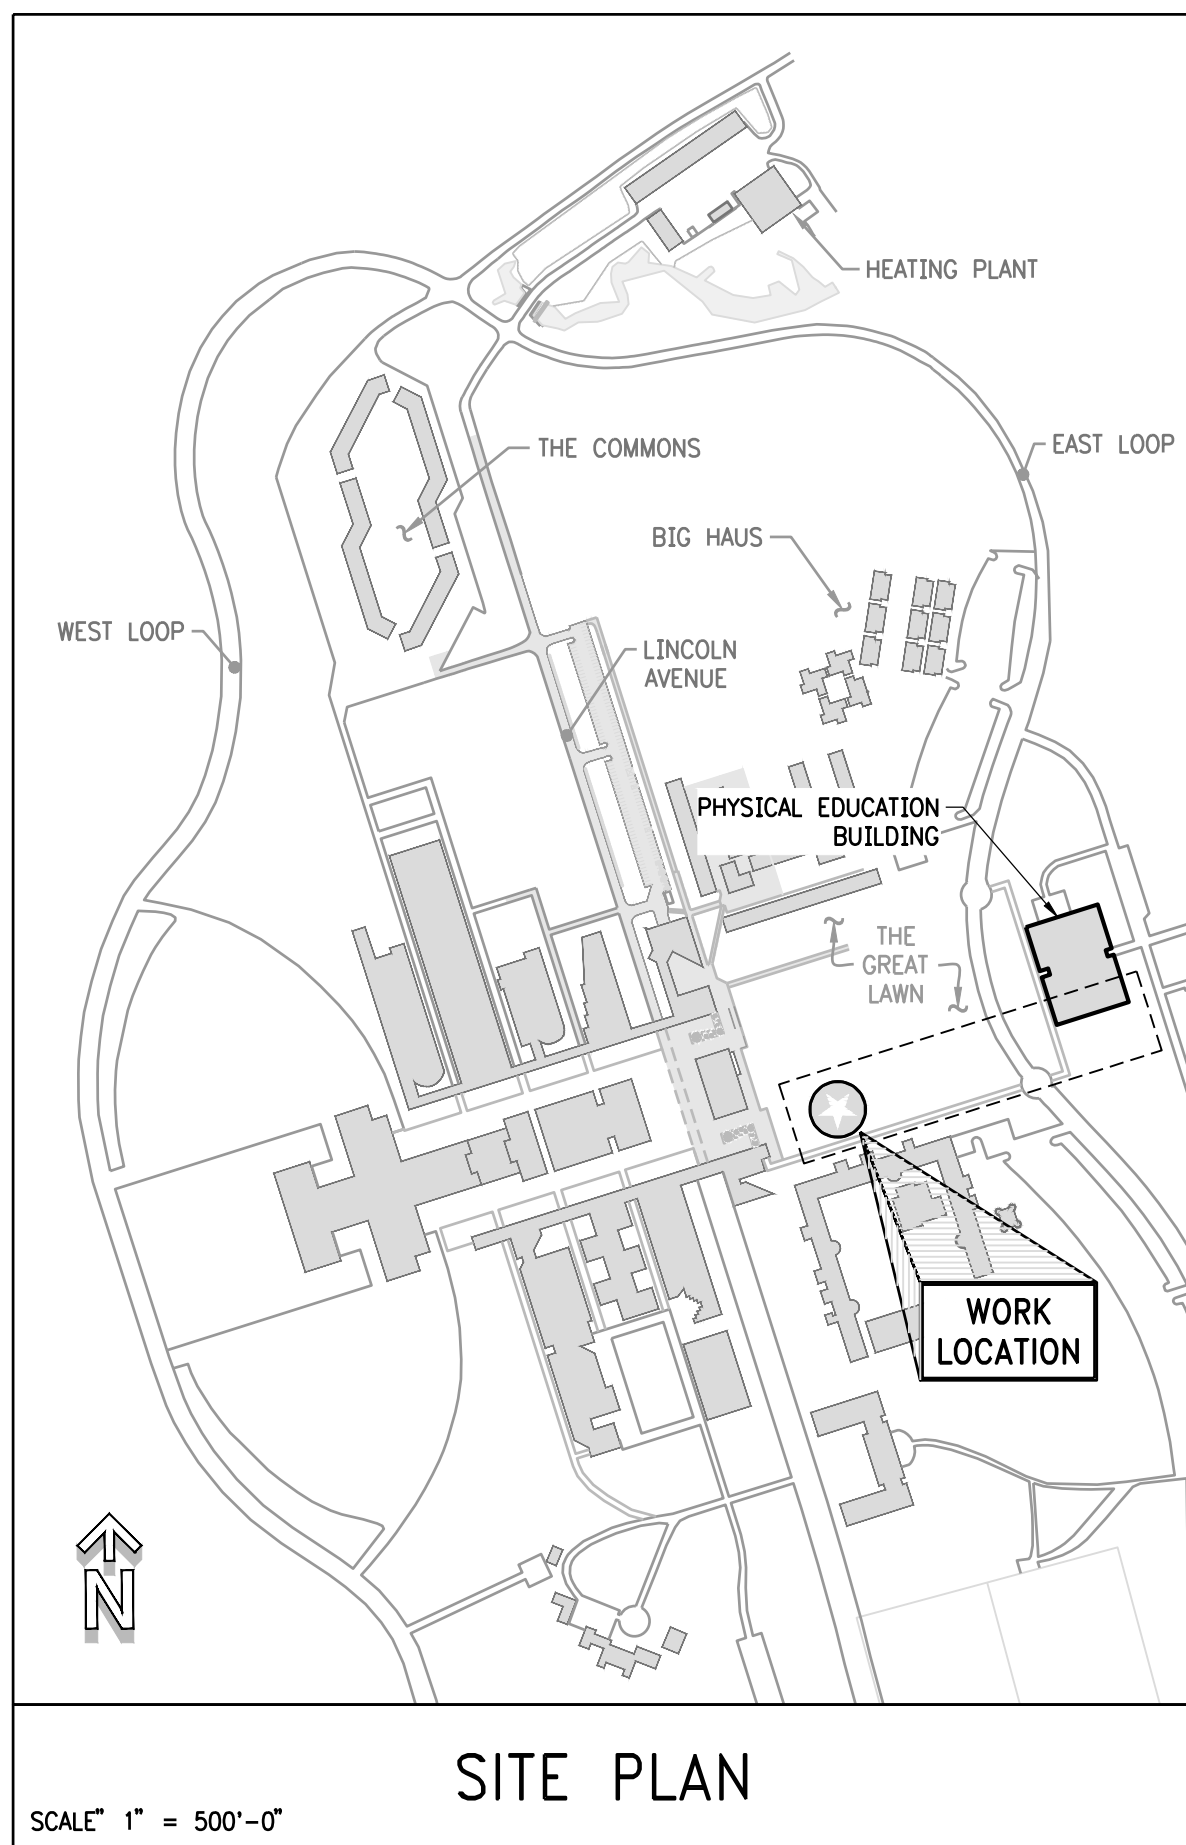 HEATING PLANT
THE COMMONS
EAST LOOP
BIG HAUS
WEST LOOP
LINCOLN
AVENUE
PHYSICAL EDUCATION
BUILDING
THE
GREAT
LAWN
WORK
LOCATION
N
SITE PLAN
SCALE" 1" = 500'-0"